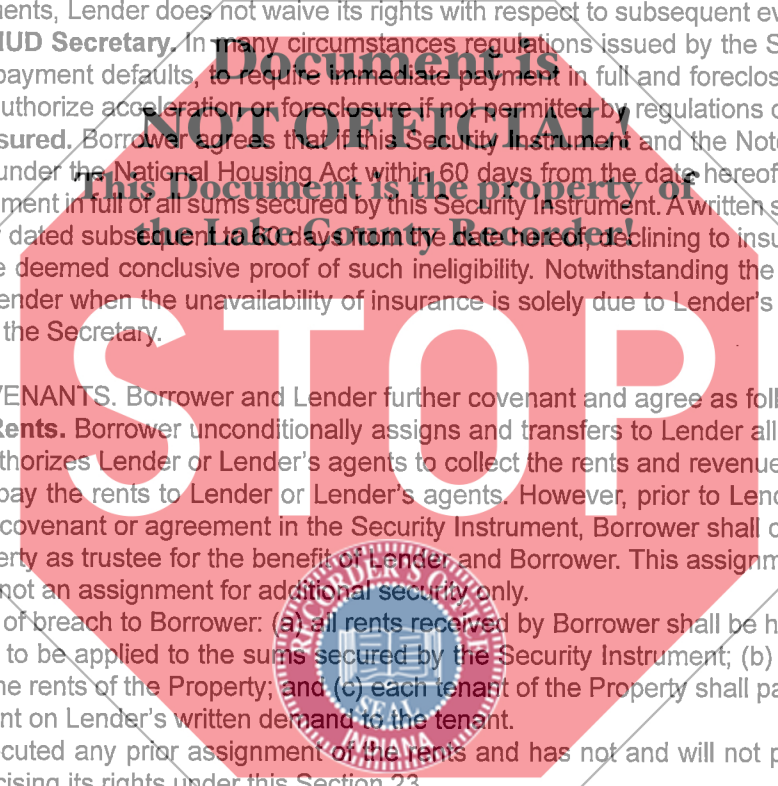 ents, Lender does not waive its rights with respect to subsequent ev
HUD Secretary. In many circumstances regulations issued by the S
Document is
payment defaults, to require immediate payment in full and foreclos
uthorize acceleration or foreclosure if not permitted by regulations o
NOT OFFICIAL!
sured. Borrower agrees that if this Security Instrument and the Note
under the National Housing Act within 60 days from the date hereof
This Document is the property of
ment in full of all sums secured by this Security Instrument. A written s
dated subsequent to 60 days from the date hereof, declining to insu
the Lake County Recorder!
e deemed conclusive proof of such ineligibility. Notwithstanding the
ender when the unavailability of insurance is solely due to Lender's
the Secretary.
STOP
VENANTS. Borrower and Lender further covenant and agree as foll
Rents. Borrower unconditionally assigns and transfers to Lender all
thorizes Lender or Lender's agents to collect the rents and revenue
pay the rents to Lender or Lender's agents. However, prior to Lend
covenant or agreement in the Security Instrument, Borrower shall c
erty as trustee for the benefit of Lender and Borrower. This assignm
not an assignment for additional security only.
of breach to Borrower: (a) all rents received by Borrower shall be h
to be applied to the sums secured by the Security Instrument; (b)
he rents of the Property; and (c) each tenant of the Property shall pa
nt on Lender's written demand to the tenant.
cuted any prior assignment of the rents and has not and will not p
cising its rights under this Section 23.
RECORDER'S OFFICE
SEAL
INDIANA